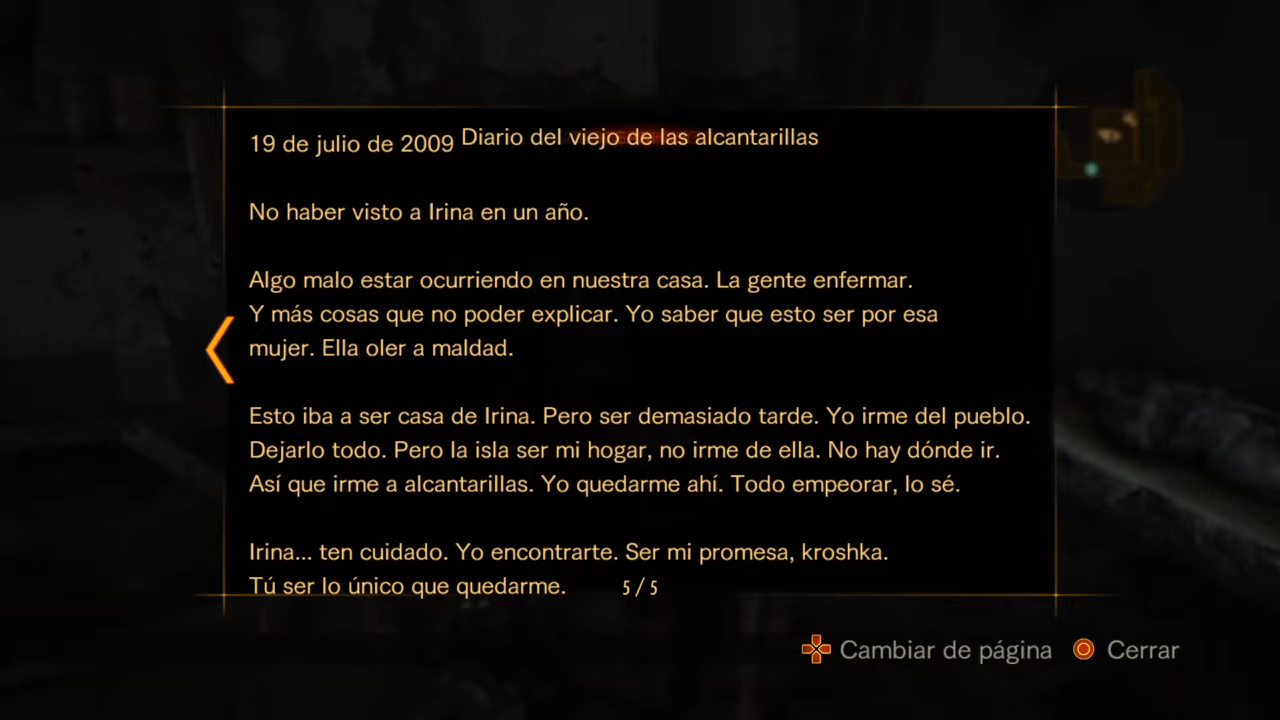 Diario del viejo de las alcantarillas
19 de julio de 2009
No haber visto a Irina en un año.
Algo malo estar ocurriendo en nuestra casa. La gente enfermar.
Y más cosas que no poder explicar. Yo saber que esto ser por esa
mujer. Ella oler a maldad.
Esto iba a ser casa de Irina. Pero ser demasiado tarde. Yo irme del pueblo.
Dejarlo todo. Pero la isla ser mi hogar, no irme de ella. No hay dónde ir.
Así que irme a alcantarillas. Yo quedarme ahí. Todo empeorar, lo sé.
Irina... ten cuidado. Yo encontrarte. Ser mi promesa, kroshka.
Tú ser lo único que quedarme.
5/5
Cambiar de página
Cerrar